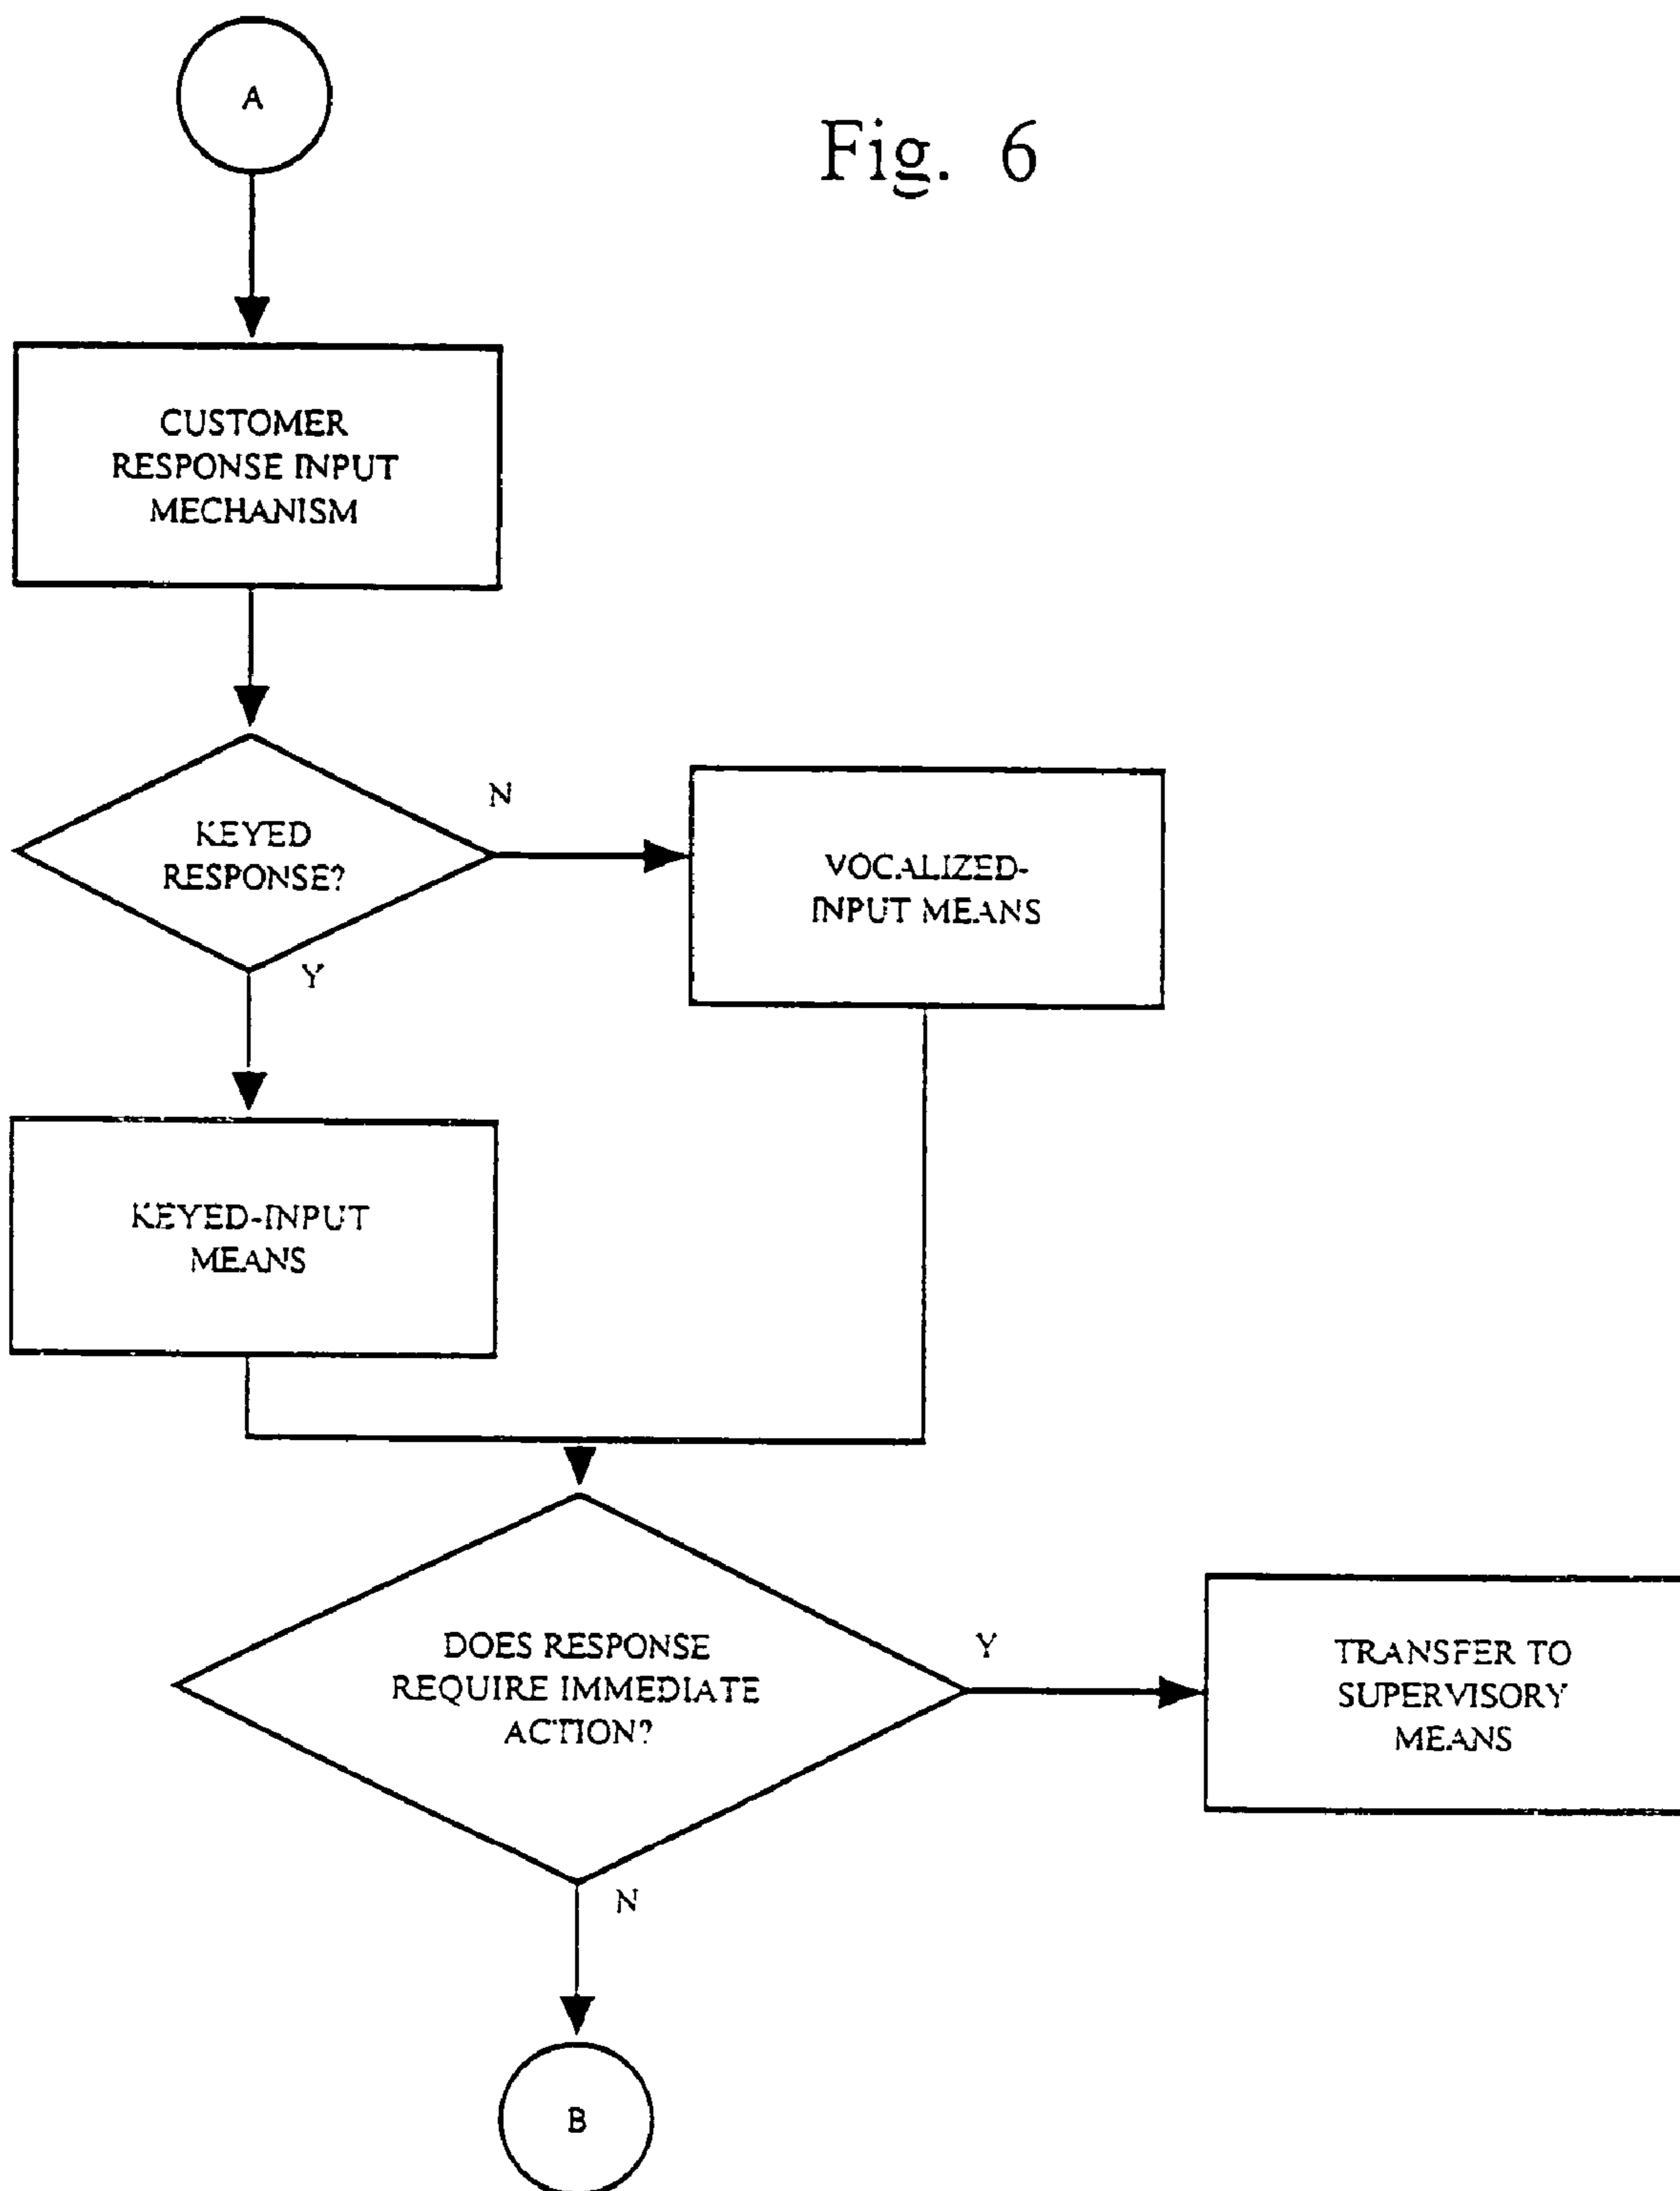 A
Fig. 6
CUSTOMER
RESPONSE INPUT
MECHANISM
KEYED
RESPONSE?
N
Y
VOCALIZED-
INPUT MEANS
KEYED-INPUT
MEANS
DOES RESPONSE
REQUIRE IMMEDIATE
ACTION?
Y
N
TRANSFER TO
SUPERVISORY
MEANS
B